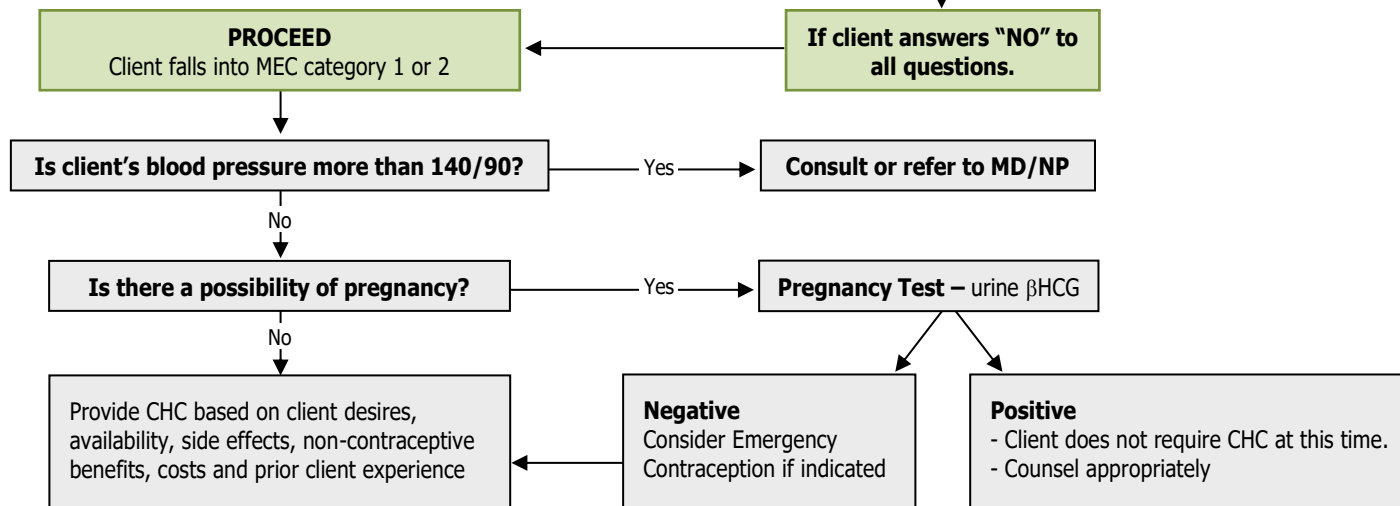 PROCEED
Client falls into MEC category 1 or 2
If client answers “NO” to
all questions.
Is client’s blood pressure more than 140/90?
Yes
Consult or refer to MD/NP
No
Is there a possibility of pregnancy?
Yes
Pregnancy Test – urine βHCG
No
Provide CHC based on client desires,
availability, side effects, non-contraceptive
benefits, costs and prior client experience
Negative
Consider Emergency
Contraception if indicated
Positive
- Client does not require CHC at this time.
- Counsel appropriately